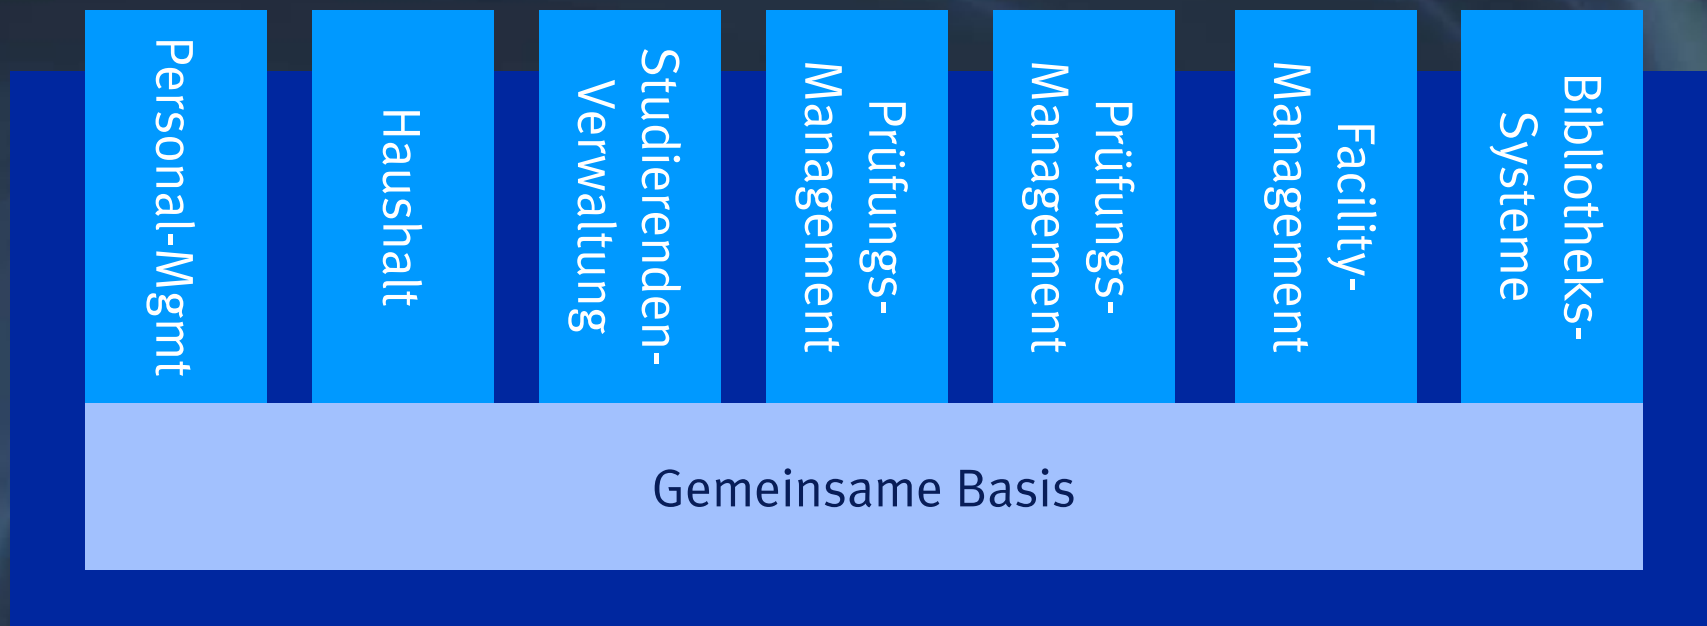 Personal-Mgmt
Haushalt
Studierenden-
Verwaltung
Prüfungs-
Management
Prüfungs-
Management
Facility-
Management
Bibliotheks-
Systeme
Gemeinsame Basis